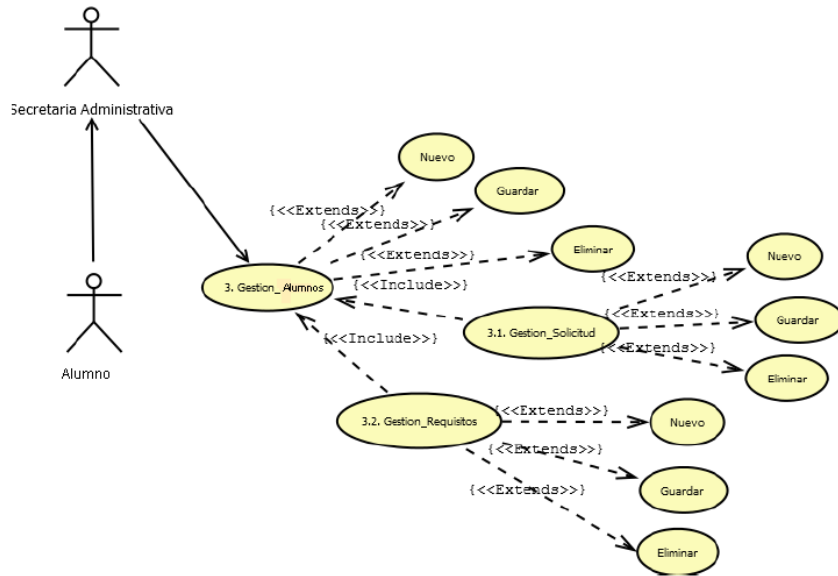 Secretaria Administrativa
Nuevo
Guardar
{<<Extends>>}
{<<Extends>>}
Eliminar
{<<Extends>>}
Nuevo
{<<Extends>>}
3. Gestion_Alumnos
{<<Include>>}
Guardar
{<<Extends>>}
3.1. Gestion_Solicitud
{<<Include>>}
{<<Extends>>}
Alumno
Eliminar
{<<Extends>>}
3.2. Gestion_Requisitos
Nuevo
{<<Extends>>}
Guardar
{<<Extends>>}
Eliminar